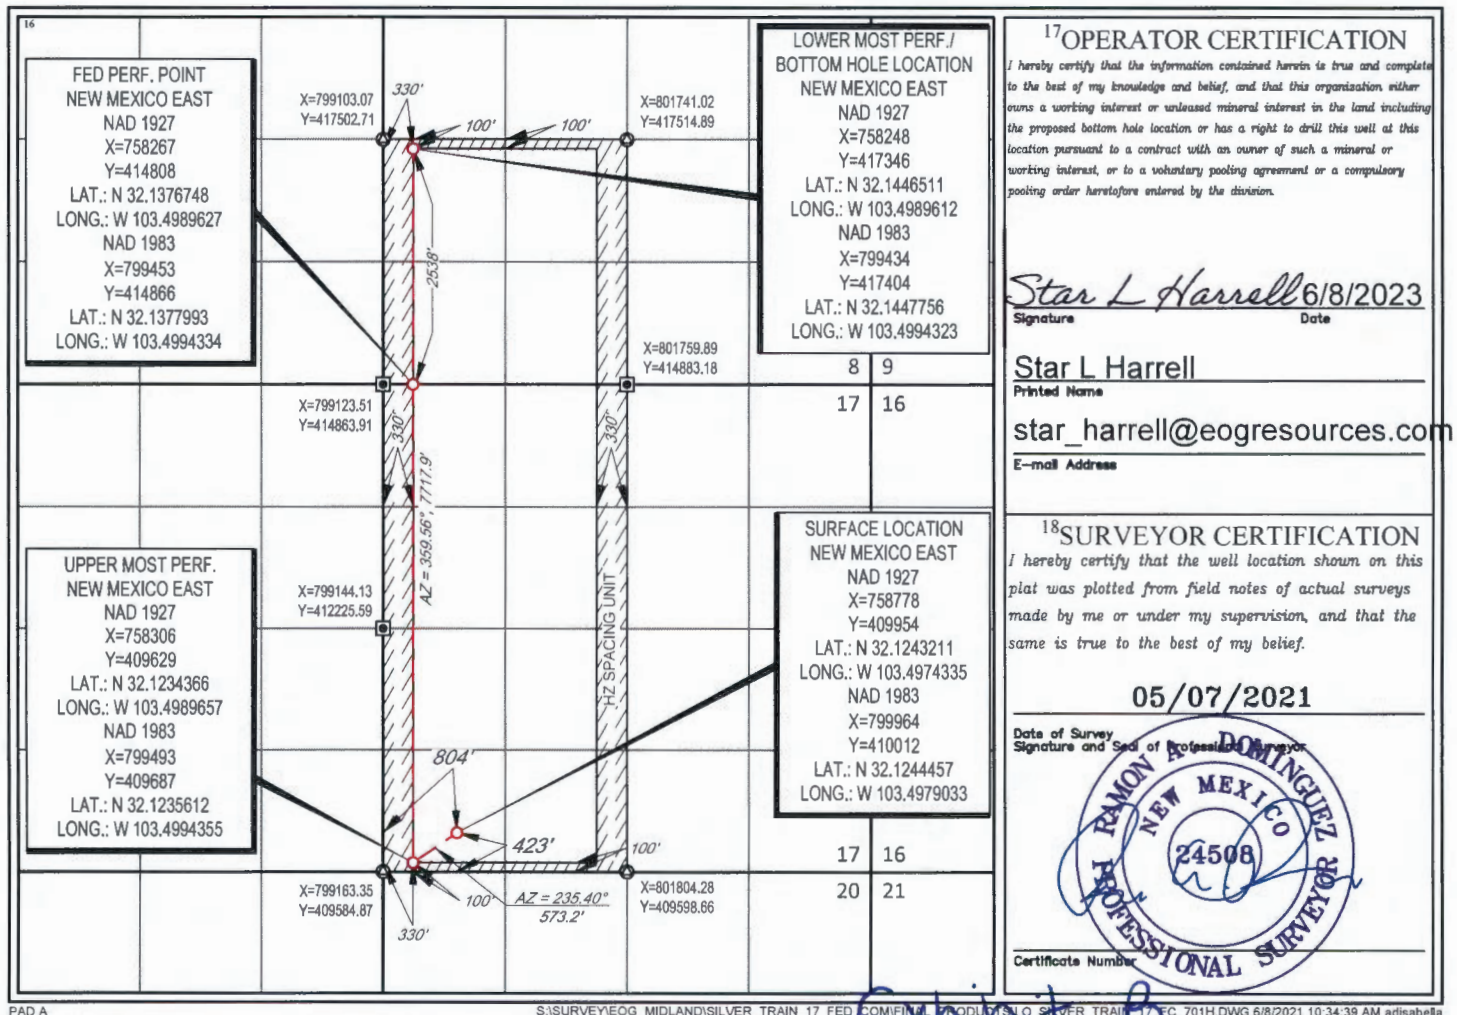 16
FED PERF. POINT
NEW MEXICO EAST
NAD 1927
X=758267
Y=414808
LAT.: N 32.1376748
LONG.: W 103.4989627
NAD 1983
X=799453
Y=414866
LAT.: N 32.1377993
LONG.: W 103.4994334
UPPER MOST PERF.
NEW MEXICO EAST
NAD 1927
X=758306
Y=409629
LAT.: N 32.1234366
LONG.: W 103.4989657
NAD 1983
X=799493
Y=409687
LAT.: N 32.1235612
LONG.: W 103.4994355
X=799103.07
Y=417502.71
330'
100'
100'
X=801741.02
Y=417514.89
2538'
X=801759.89
Y=414883.18
X=799123.51
Y=414863.91
330'
330'
AZ = 359.56°, 7717.9'
X=799144.13
Y=412225.59
HZ SPACING UNIT
804'
423'
100'
X=799163.35
Y=409584.87
100'
AZ = 235.40°
573.2'
330'
X=801804.28
Y=409598.66
LOWER MOST PERF./
BOTTOM HOLE LOCATION
NEW MEXICO EAST
NAD 1927
X=758248
Y=417346
LAT.: N 32.1446511
LONG.: W 103.4989612
NAD 1983
X=799434
Y=417404
LAT.: N 32.1447756
LONG.: W 103.4994323
8 9
17 16
SURFACE LOCATION
NEW MEXICO EAST
NAD 1927
X=758778
Y=409954
LAT.: N 32.1243211
LONG.: W 103.4974335
NAD 1983
X=799964
Y=410012
LAT.: N 32.1244457
LONG.: W 103.4979033
17 16
20 21
17OPERATOR CERTIFICATION
I hereby certify that the information contained herein is true and complete
to the best of my knowledge and belief, and that this organization either
owns a working interest or unleased mineral interest in the land including
the proposed bottom hole location or has a right to drill this well at this
location pursuant to a contract with an owner of such a mineral or
working interest, or to a voluntary pooling agreement or a compulsory
pooling order heretofore entered by the division.
Star L Harrell 6/8/2023
Signature Date
Star L Harrell
Printed Name
star_harrell@eogresources.com
E-mail Address
18SURVEYOR CERTIFICATION
I hereby certify that the well location shown on this
plat was plotted from field notes of actual surveys
made by me or under my supervision, and that the
same is true to the best of my belief.
05/07/2021
Date of Survey
Signature and Seal of Professional Surveyor
RAMON A. DOMINGUEZ
NEW MEXICO
24508
PROFESSIONAL SURVEYOR
Certificate Number
PAD A
S:\SURVEY\EOG_MIDLAND\SILVER_TRAIN_17_FED_COM\FINAL_PRODUCTS\LO_SILVER_TRAIN_17_FC_701H.DWG 6/8/2021 10:34:39 AM adisabella
Exhibit B